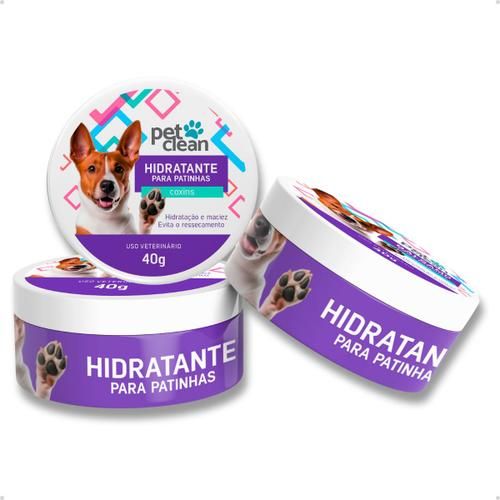 pet clean
HIDRATANTE
PARA PATINHAS
coxins
Hidratação e maciez
Evita o ressecamento
USO VETERINÁRIO
40g
40g
HIDRATANTE
PARA PATINHAS
HIDRATAN
PARA PATINHA